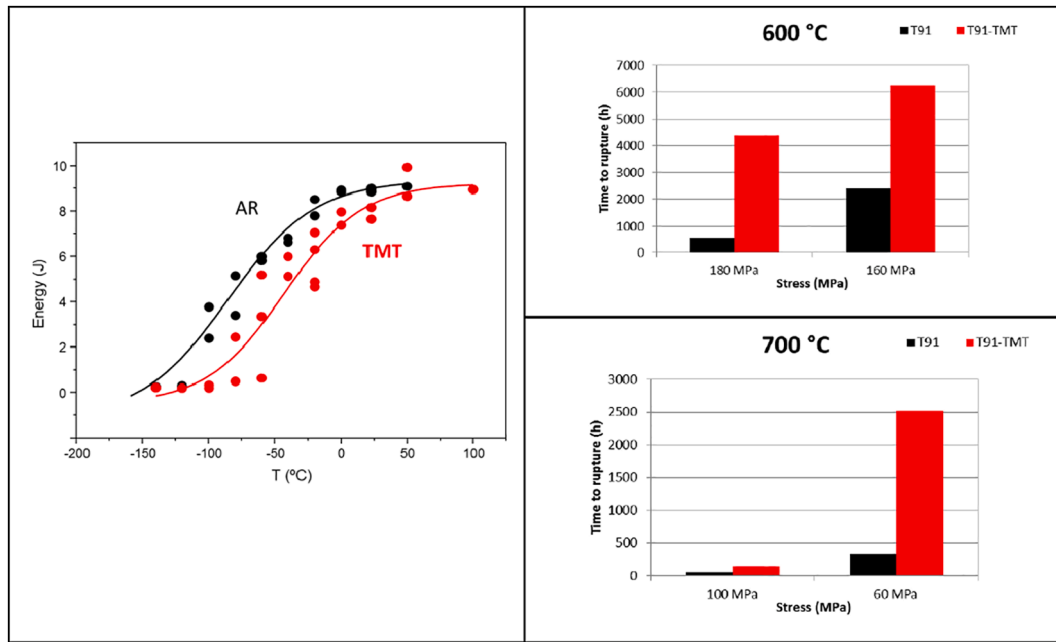 10
8
6
4
2
0
Energy (J)
AR
TMT
-200 -150 -100 -50 0 50 100
T (ºC)
600 °C
T91 T91-TMT
7000
6000
5000
4000
3000
2000
1000
0
Time to rupture (h)
180 MPa 160 MPa
Stress (MPa)
700 °C
T91 T91-TMT
3000
2500
2000
1500
1000
500
0
Time to rupture (h)
100 MPa 60 MPa
Stress (MPa)